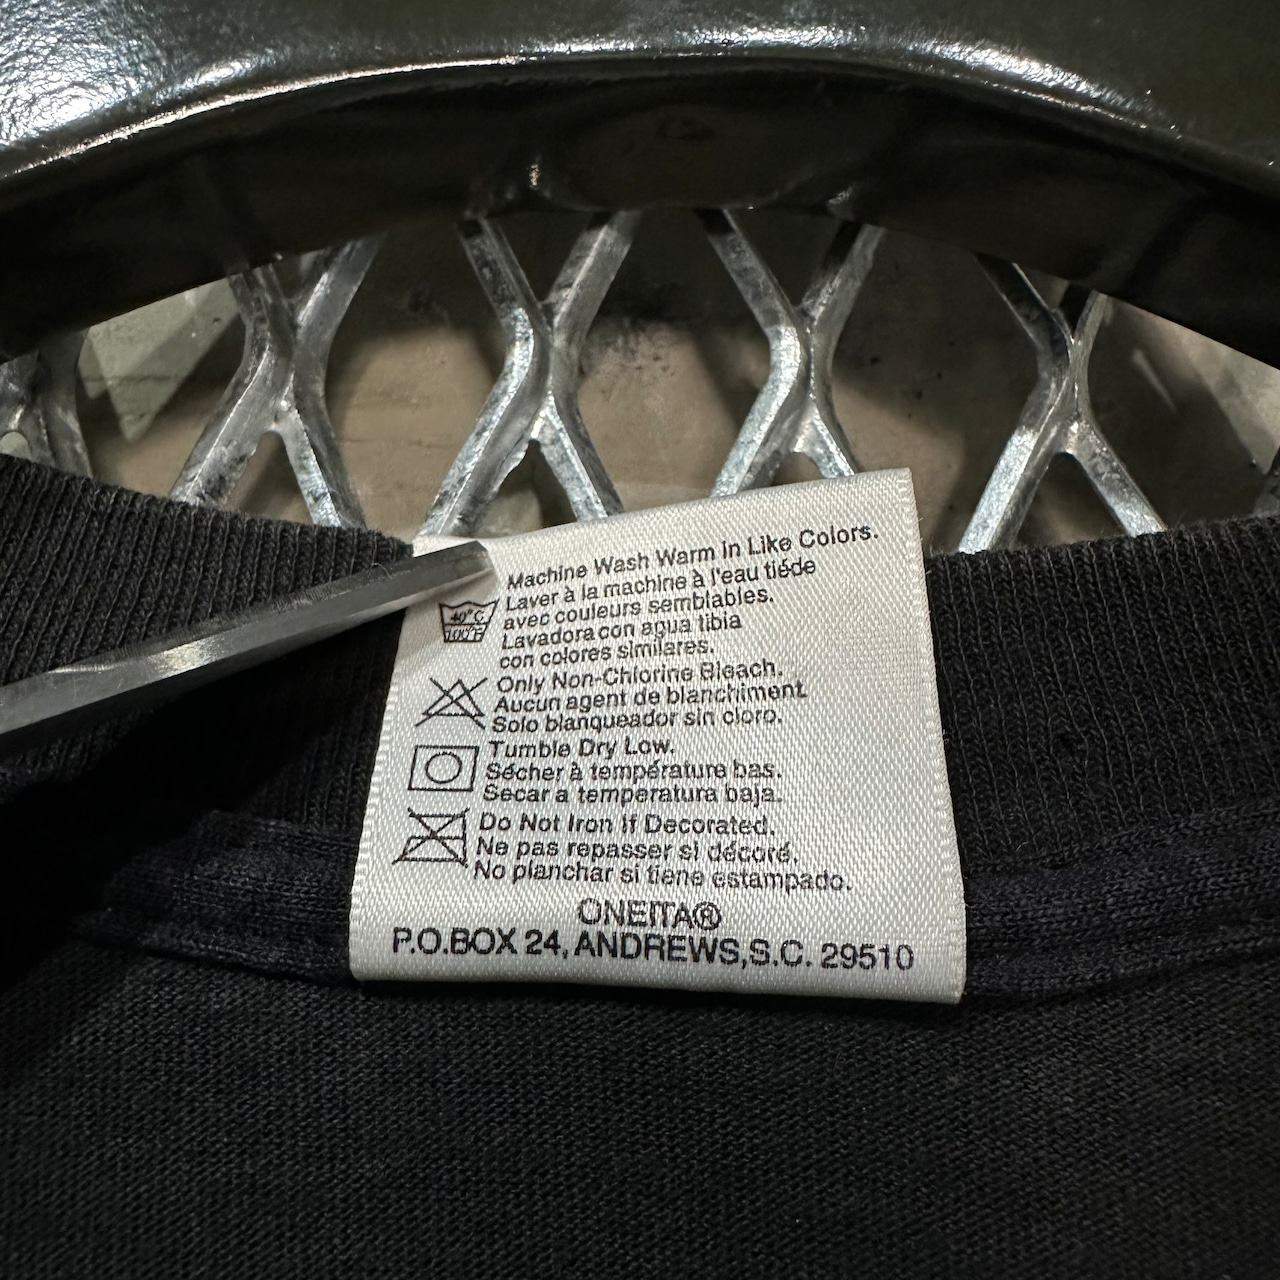 Machine Wash Warm in Like Colors.
Laver à la machine à l'eau tiéde
avec couleurs semblables.
40°C
100°F
Lavadora con agua tibia
con colores similares.
Only Non-Chlorine Bleach.
Aucun agent de blanchiment
Solo blanqueador sin cloro.
Tumble Dry Low.
Sécher à température bas.
Secar a temperatura baja.
Do Not Iron If Decorated.
Ne pas repasser si décoré.
No planchar si tiene estampado.
ONEITA®
P.O.BOX 24, ANDREWS,S.C. 29510